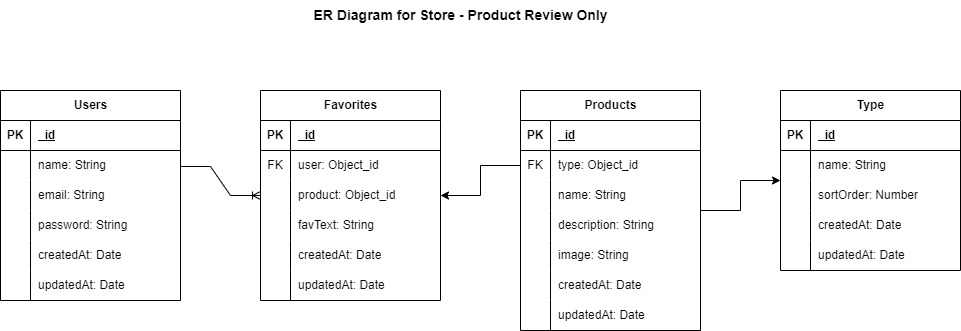 ER Diagram for Store - Product Review Only
Users
PK _id
name: String
email: String
password: String
createdAt: Date
updatedAt: Date
Favorites
PK _id
FK user: Object_id
product: Object_id
favText: String
createdAt: Date
updatedAt: Date
Products
PK _id
FK type: Object_id
name: String
description: String
image: String
createdAt: Date
updatedAt: Date
Type
PK _id
name: String
sortOrder: Number
createdAt: Date
updatedAt: Date